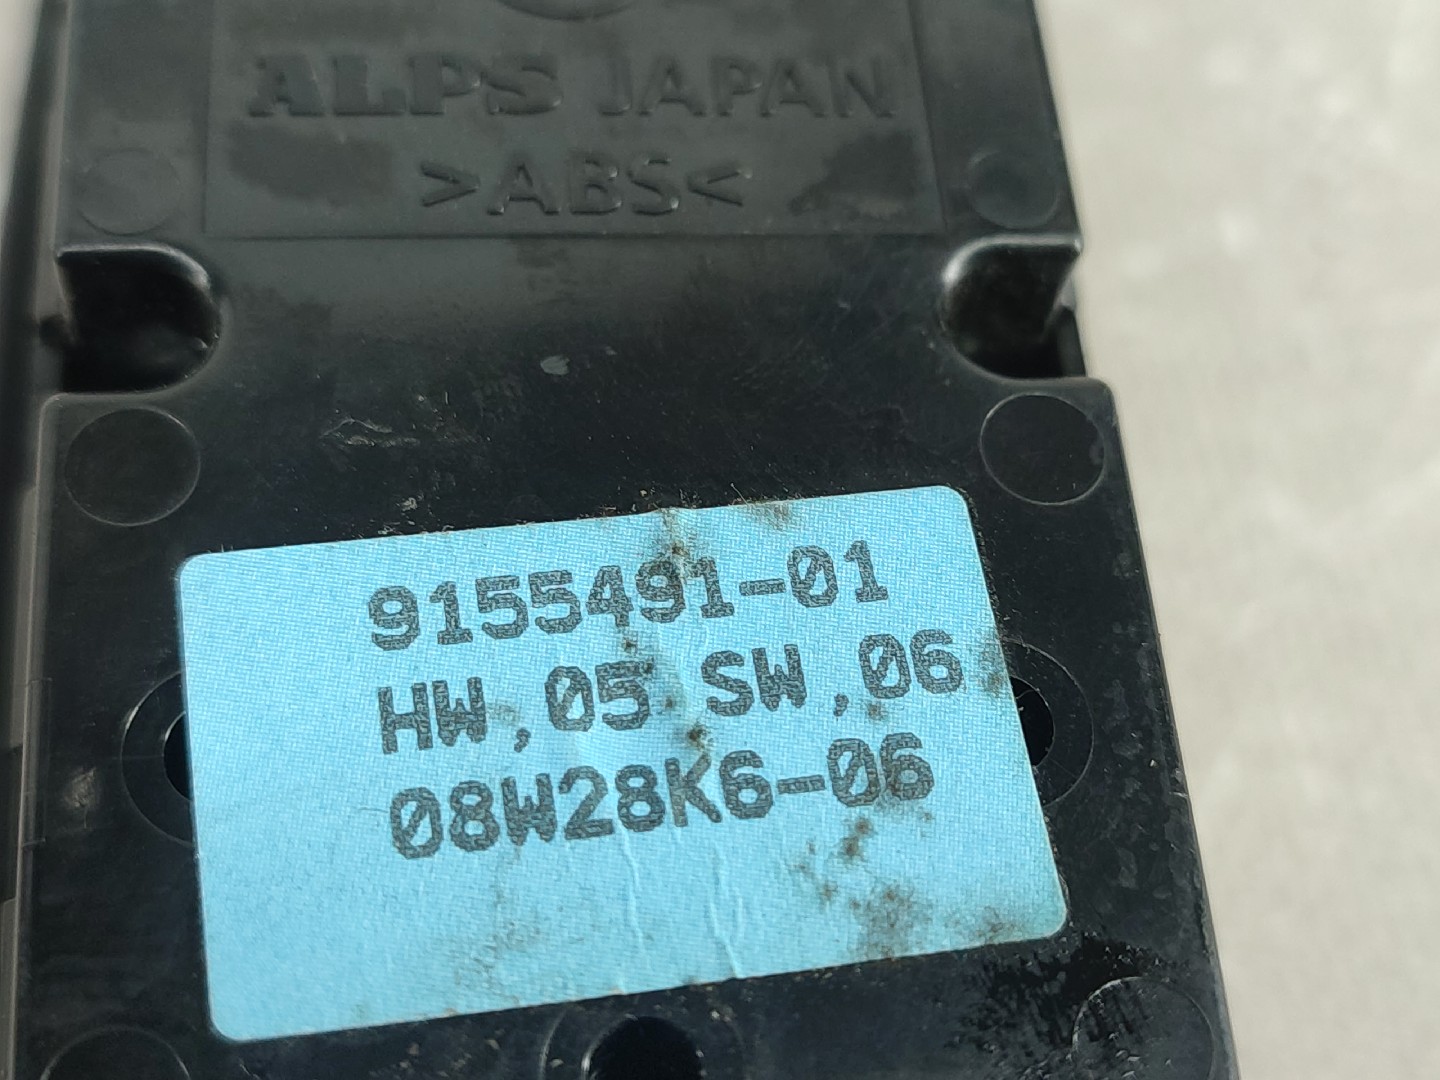 ALPS JAPAN
>ABS<
9155491-01
HW,05 SW,06
08W28K6-06